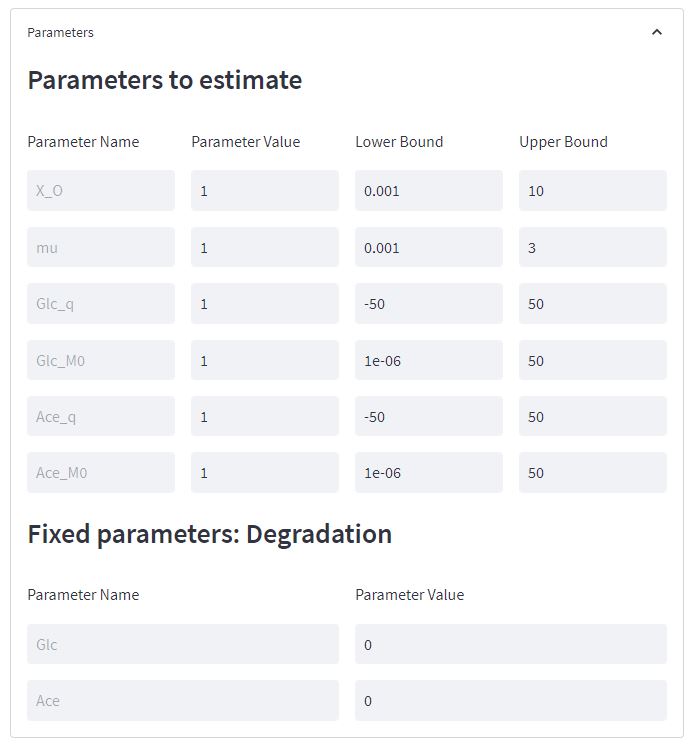 Parameters
Parameters to estimate
Parameter Name Parameter Value Lower Bound Upper Bound
X_O 1 0.001 10
mu 1 0.001 3
Glc_q 1 -50 50
Glc_M0 1 1e-06 50
Ace_q 1 -50 50
Ace_M0 1 1e-06 50
Fixed parameters: Degradation
Parameter Name Parameter Value
Glc 0
Ace 0